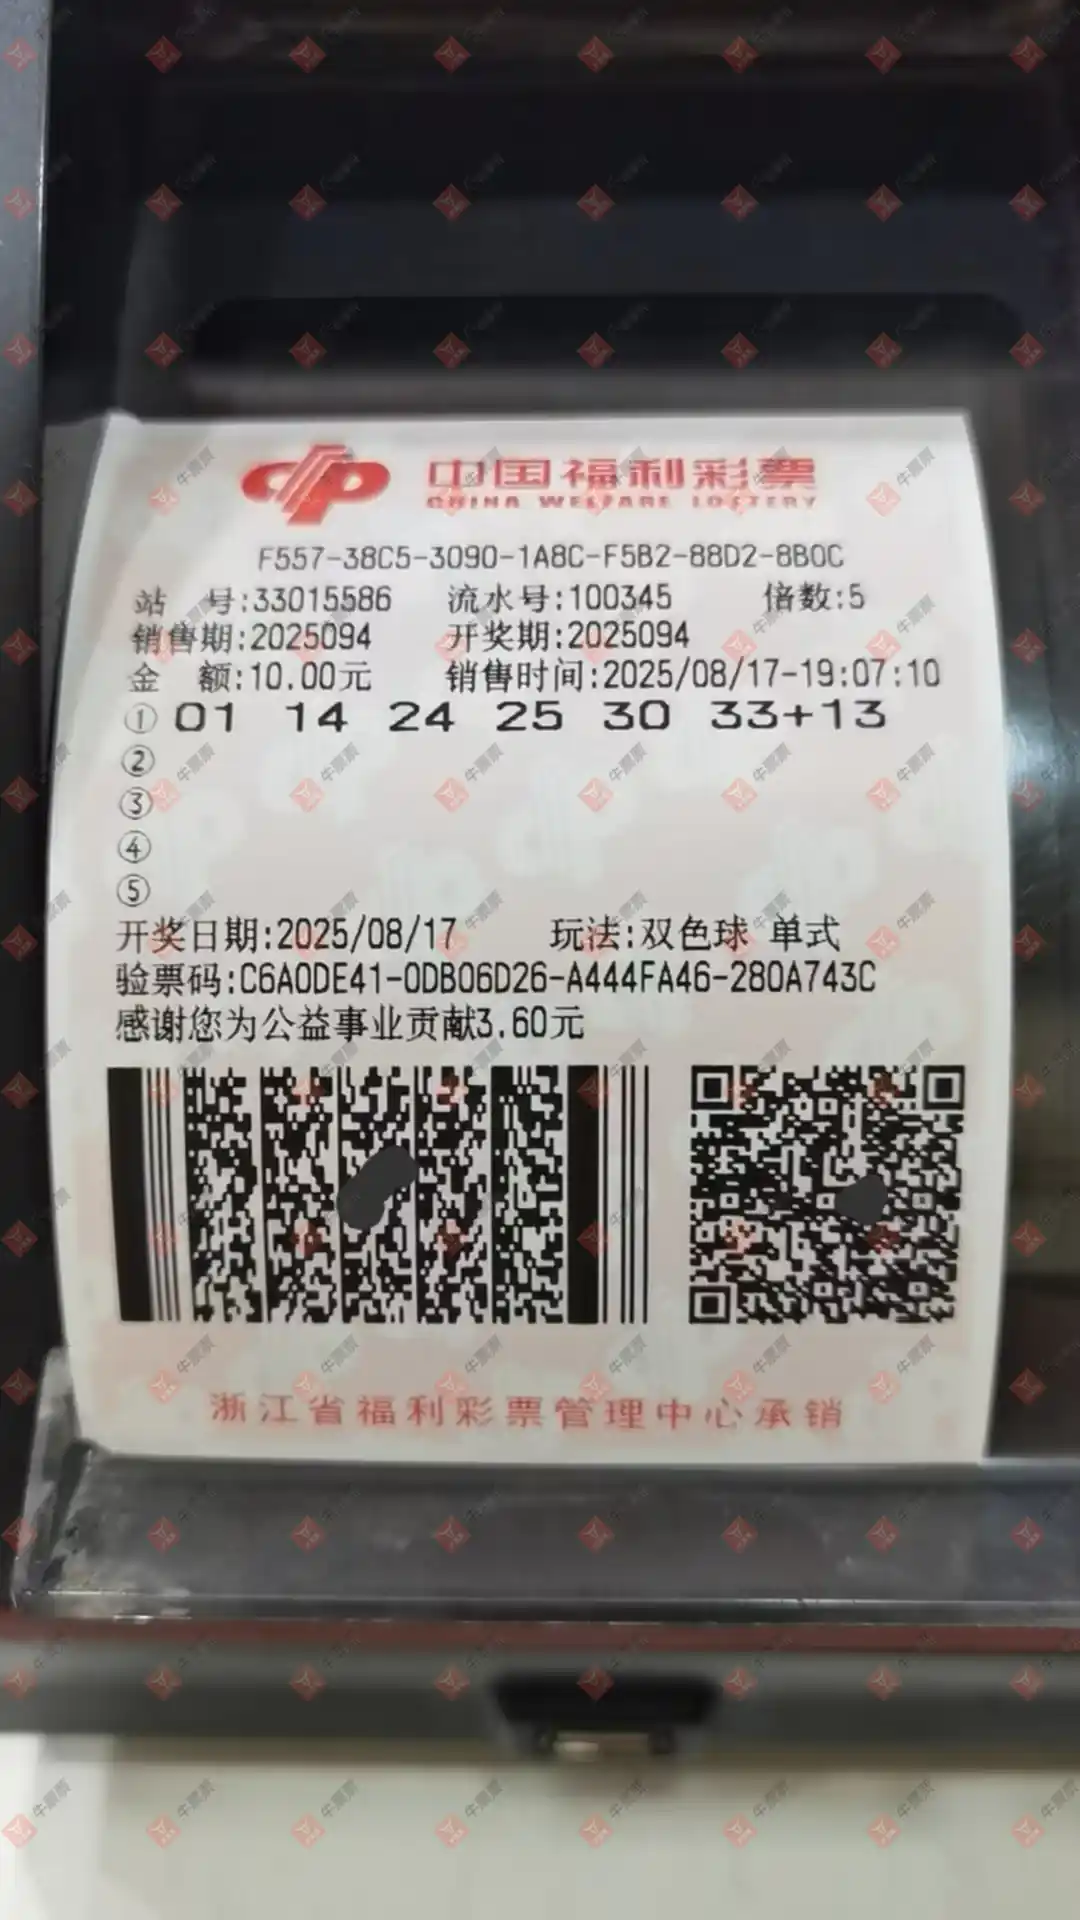 中国福利彩票
CHINA WELFARE LOTTERY
F557-38C5-3090-1A8C-F5B2-88D2-8B0C
站 号:33015586 流水号:100345 倍数:5
销售期:2025094 开奖期:2025094
金 额:10.00元 销售时间:2025/08/17-19:07:10
① 01 14 24 25 30 33+13
②
③
④
⑤
开奖日期:2025/08/17 玩法:双色球 单式
验票码:C6A0DE41-0DB06D26-A444FA46-280A743C
感谢您为公益事业贡献3.60元
浙江省福利彩票管理中心承销
牛票票